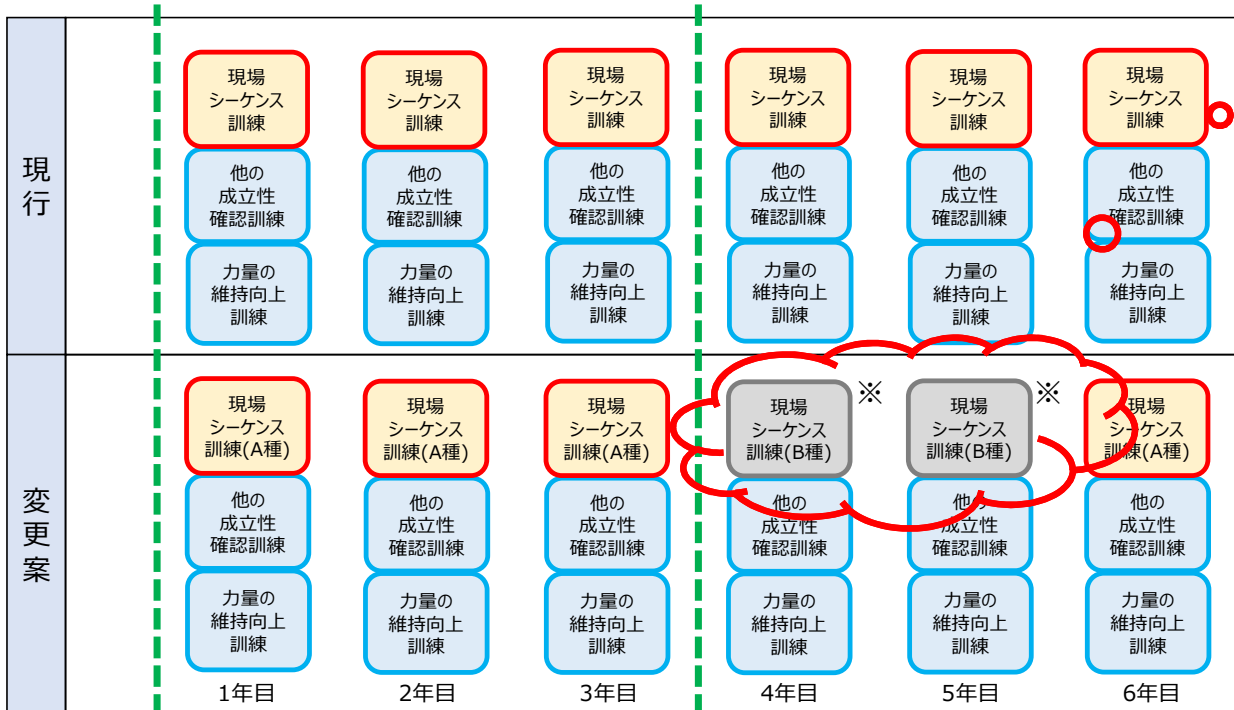 現行
現場
シーケンス
訓練
現場
シーケンス
訓練
現場
シーケンス
訓練
現場
シーケンス
訓練
現場
シーケンス
訓練
現場
シーケンス
訓練
他の
成立性
確認訓練
他の
成立性
確認訓練
他の
成立性
確認訓練
他の
成立性
確認訓練
他の
成立性
確認訓練
他の
成立性
確認訓練
力量の
維持向上
訓練
力量の
維持向上
訓練
力量の
維持向上
訓練
力量の
維持向上
訓練
力量の
維持向上
訓練
力量の
維持向上
訓練
変更案
現場
シーケンス
訓練(A種)
現場
シーケンス
訓練(A種)
現場
シーケンス
訓練(A種)
現場
シーケンス
訓練(B種)
※
現場
シーケンス
訓練(B種)
※
現場
シーケンス
訓練(A種)
他の
成立性
確認訓練
他の
成立性
確認訓練
他の
成立性
確認訓練
他の
成立性
確認訓練
他の
成立性
確認訓練
他の
成立性
確認訓練
力量の
維持向上
訓練
力量の
維持向上
訓練
力量の
維持向上
訓練
力量の
維持向上
訓練
力量の
維持向上
訓練
力量の
維持向上
訓練
1年目
2年目
3年目
4年目
5年目
6年目